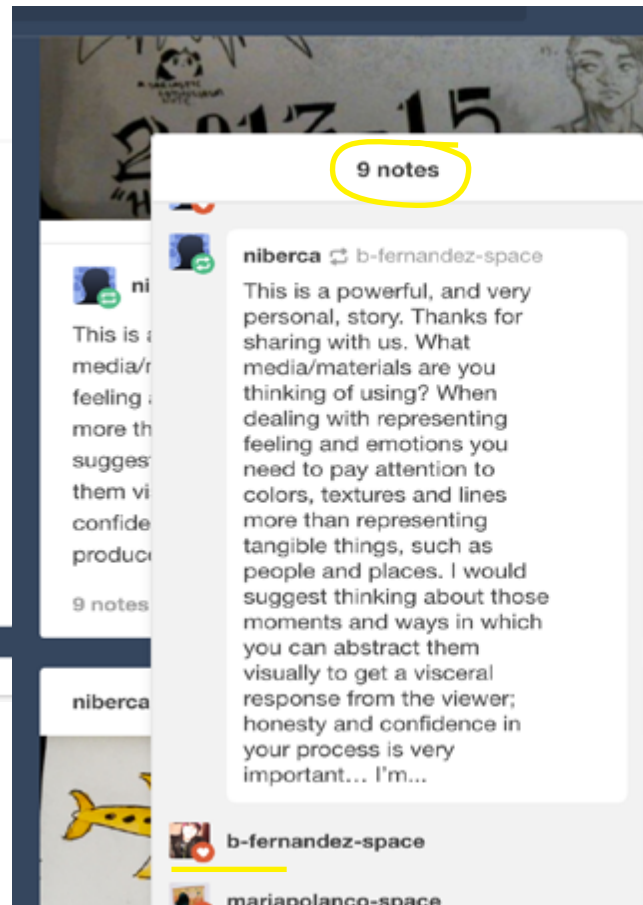 2013-15
"H
9 notes
niberca b-fernandez-space
This is a powerful, and very
personal, story. Thanks for
sharing with us. What
media/materials are you
thinking of using? When
dealing with representing
feeling and emotions you
need to pay attention to
colors, textures and lines
more than representing
tangible things, such as
people and places. I would
suggest thinking about those
moments and ways in which
you can abstract them
visually to get a visceral
response from the viewer;
honesty and confidence in
your process is very
important... I'm...
b-fernandez-space
mariapolanco-space
ni
This is a
media/r
feeling
more th
sugges
them vi
confide
produc
9 notes
niberca